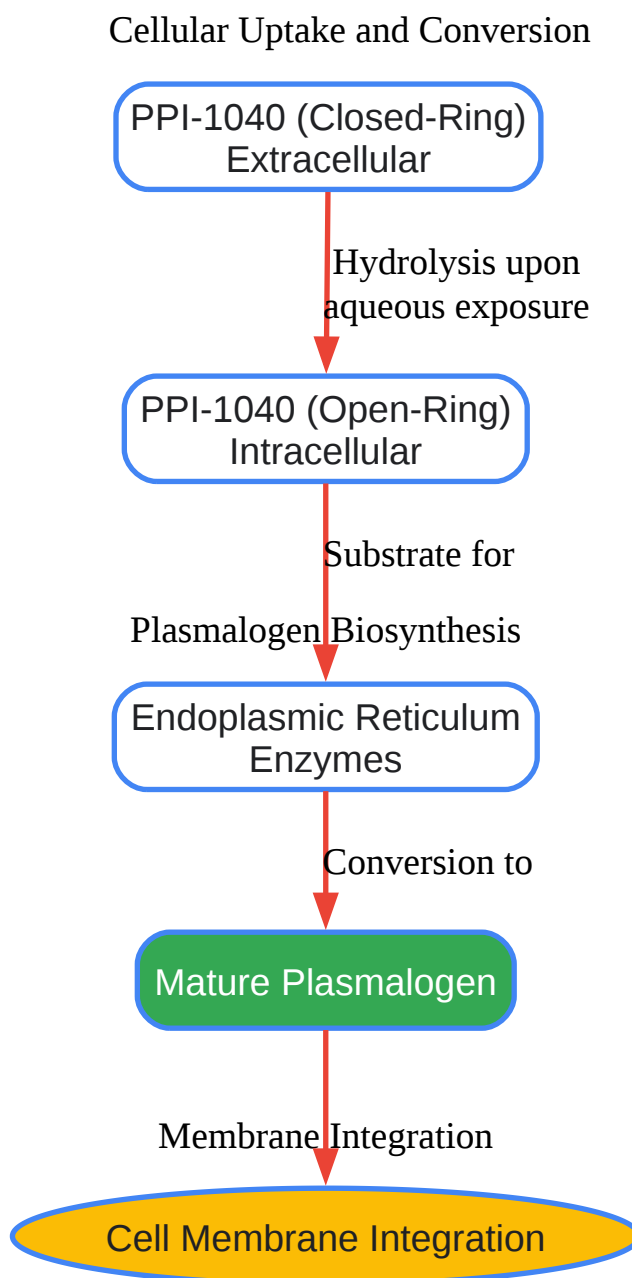 Cellular Uptake and Conversion
PPI-1040 (Closed-Ring)
Extracellular
Hydrolysis upon
aqueous exposure
PPI-1040 (Open-Ring)
Intracellular
Substrate for
Plasmalogen Biosynthesis
Endoplasmic Reticulum
Enzymes
Conversion to
Mature Plasmalogen
Membrane Integration
Cell Membrane Integration